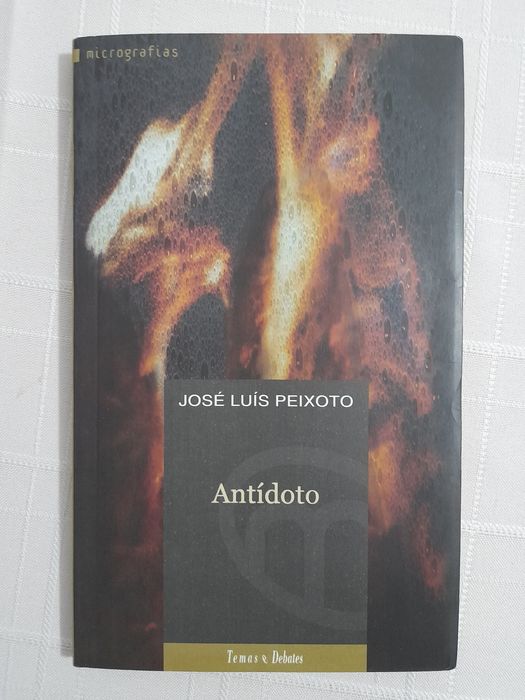 micrografias
JOSÉ LUÍS PEIXOTO
Antídoto
Temas e Debates